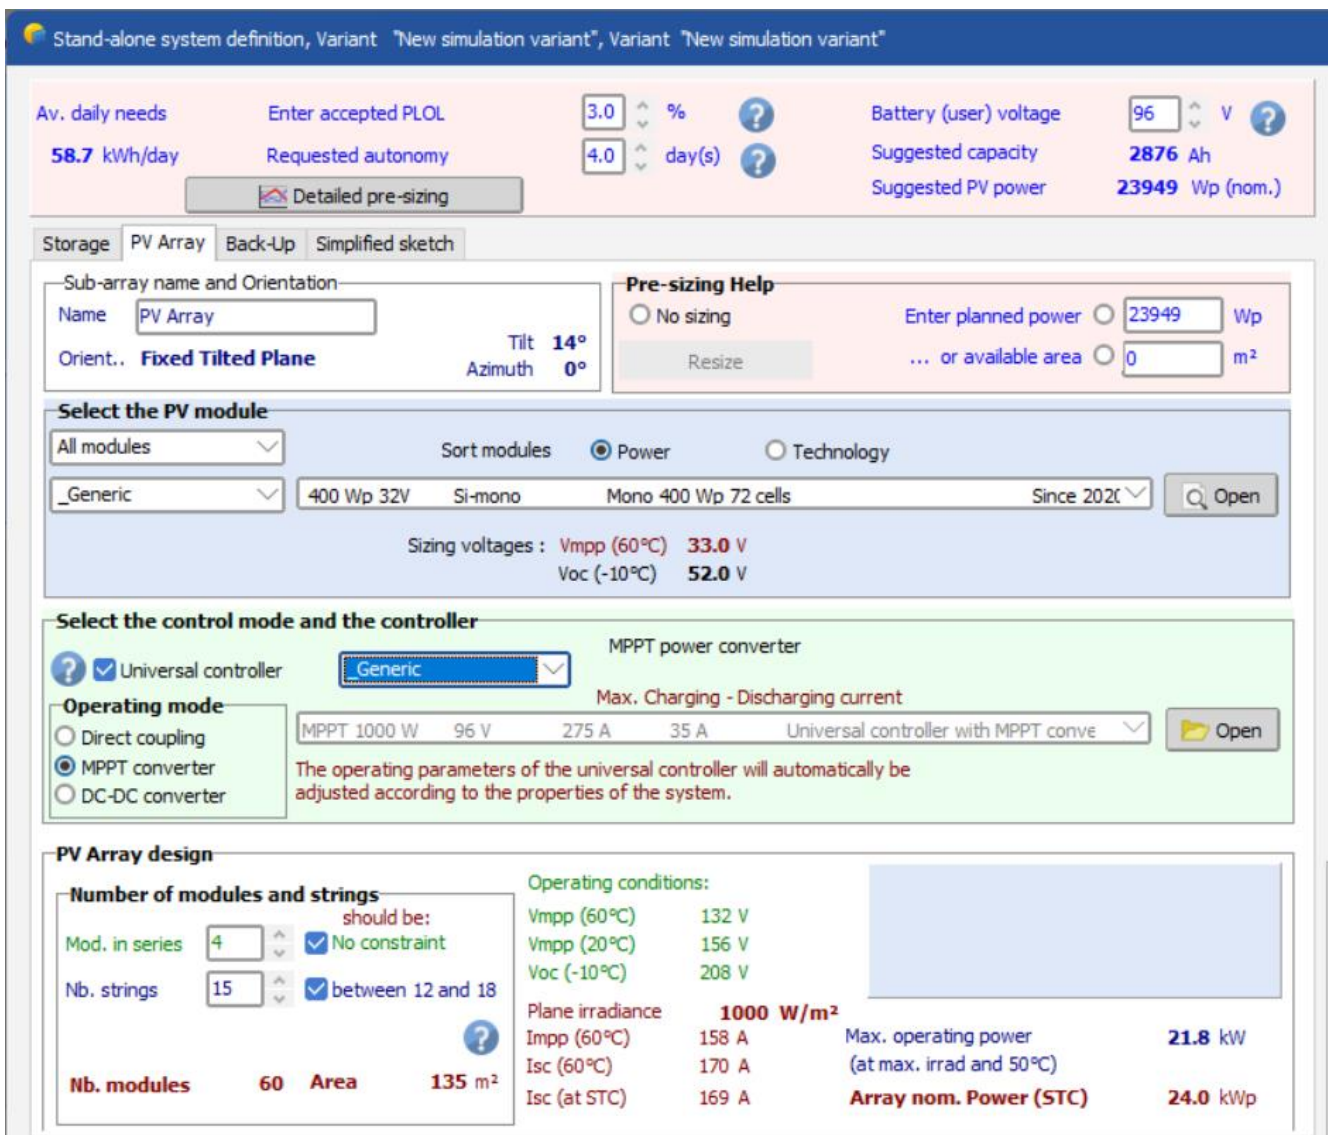 Stand-alone system definition, Variant "New simulation variant", Variant "New simulation variant"
Av. daily needs Enter accepted PLOL 3.0 % ? Battery (user) voltage 96 V ?
58.7 kWh/day Requested autonomy 4.0 day(s) ? Suggested capacity 2876 Ah
Detailed pre-sizing Suggested PV power 23949 Wp (nom.)
Storage PV Array Back-Up Simplified sketch
Sub-array name and Orientation
Name PV Array
Orient.. Fixed Tilted Plane
Tilt 14°
Azimuth 0°
Pre-sizing Help
No sizing Enter planned power 23949 Wp
Resize ... or available area 0 m²
Select the PV module
All modules Sort modules Power Technology
_Generic 400 Wp 32V Si-mono Mono 400 Wp 72 cells Since 202( Open
Sizing voltages : Vmpp (60°C) 33.0 V
Voc (-10°C) 52.0 V
Select the control mode and the controller
? Universal controller _Generic MPPT power converter
Max. Charging - Discharging current
Operating mode
Direct coupling
MPPT converter
DC-DC converter
MPPT 1000 W 96 V 275 A 35 A Universal controller with MPPT conve Open
The operating parameters of the universal controller will automatically be
adjusted according to the properties of the system.
PV Array design
Number of modules and strings
should be:
Mod. in series 4 No constraint
Nb. strings 15 between 12 and 18
?
Nb. modules 60 Area 135 m²
Operating conditions:
Vmpp (60°C) 132 V
Vmpp (20°C) 156 V
Voc (-10°C) 208 V
Plane irradiance 1000 W/m²
Impp (60°C) 158 A
Isc (60°C) 170 A
Isc (at STC) 169 A
Max. operating power 21.8 kW
(at max. irrad and 50°C)
Array nom. Power (STC) 24.0 kWp